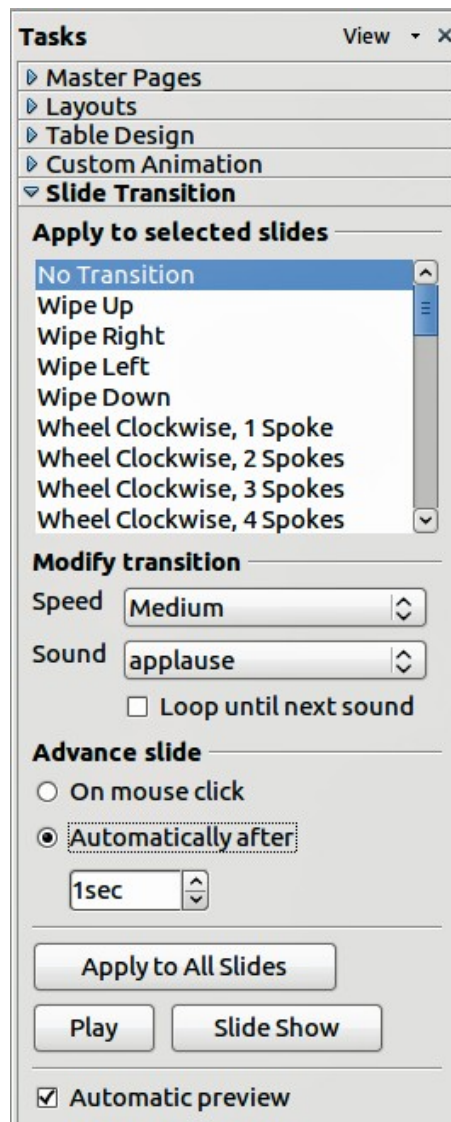 Tasks View
Master Pages
Layouts
Table Design
Custom Animation
Slide Transition
Apply to selected slides
No Transition
Wipe Up
Wipe Right
Wipe Left
Wipe Down
Wheel Clockwise, 1 Spoke
Wheel Clockwise, 2 Spokes
Wheel Clockwise, 3 Spokes
Wheel Clockwise, 4 Spokes
Modify transition
Speed Medium
Sound applause
Loop until next sound
Advance slide
On mouse click
Automatically after
1sec
Apply to All Slides
Play Slide Show
Automatic preview